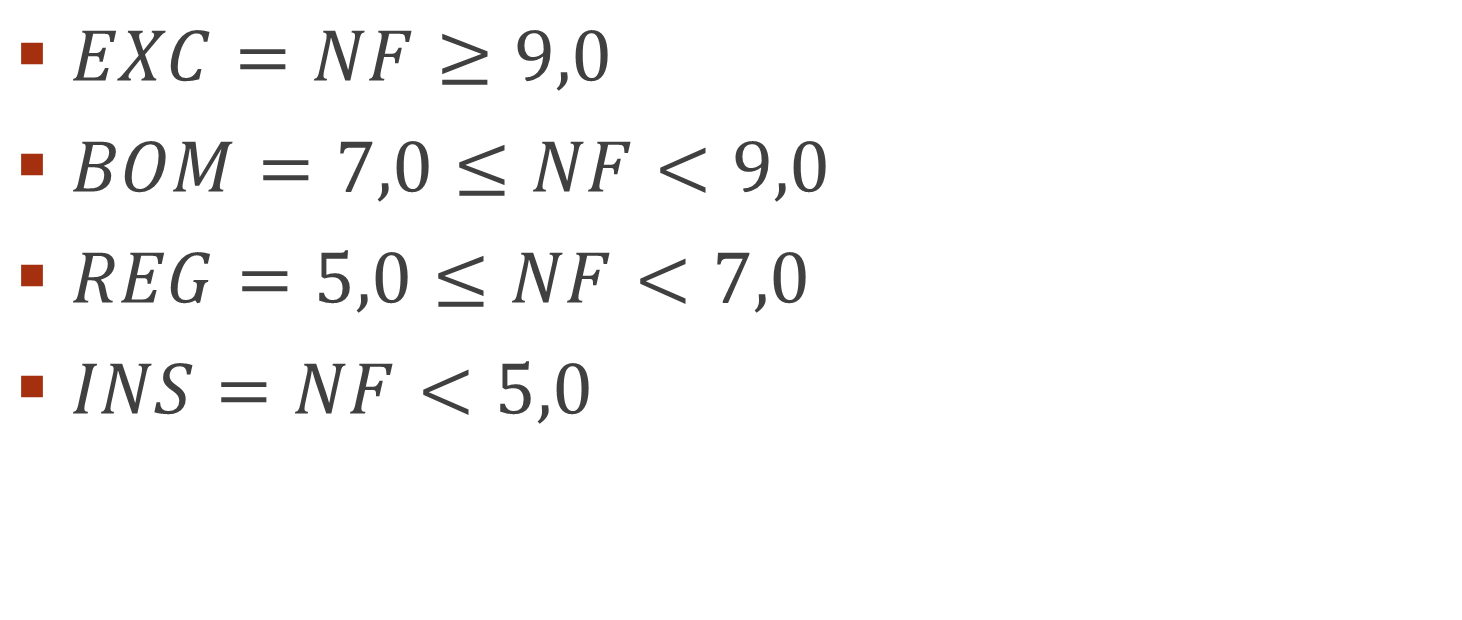 ▪ EXC = NF ≥ 9,0
▪ BOM = 7,0 ≤ NF < 9,0
▪ REG = 5,0 ≤ NF < 7,0
▪ INS = NF < 5,0